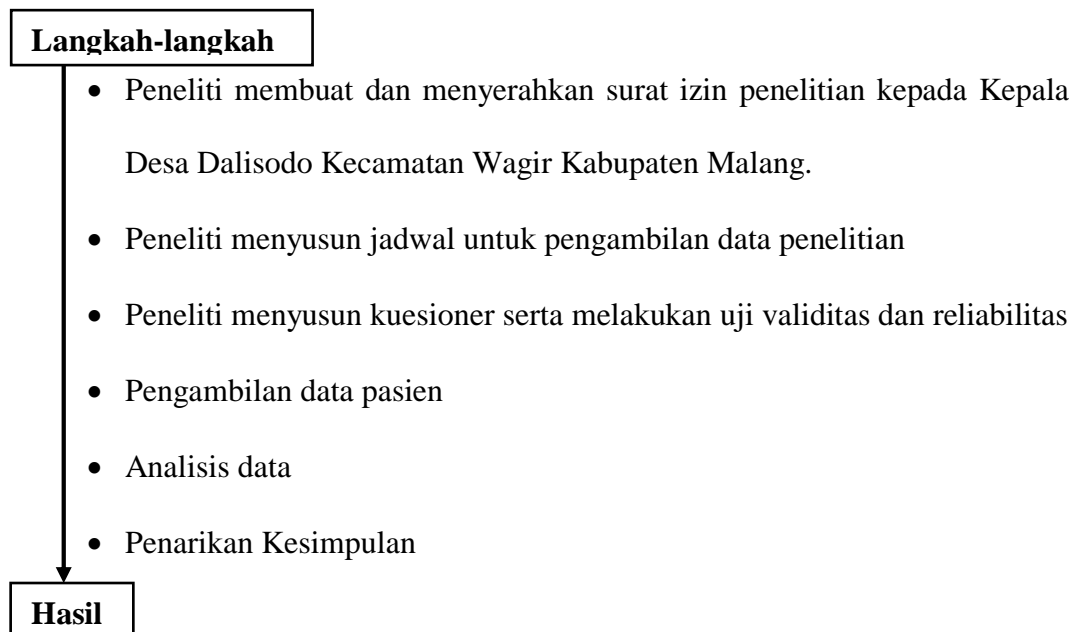 Langkah-langkah
• Peneliti membuat dan menyerahkan surat izin penelitian kepada Kepala
Desa Dalisodo Kecamatan Wagir Kabupaten Malang.
• Peneliti menyusun jadwal untuk pengambilan data penelitian
• Peneliti menyusun kuesioner serta melakukan uji validitas dan reliabilitas
• Pengambilan data pasien
• Analisis data
• Penarikan Kesimpulan
Hasil